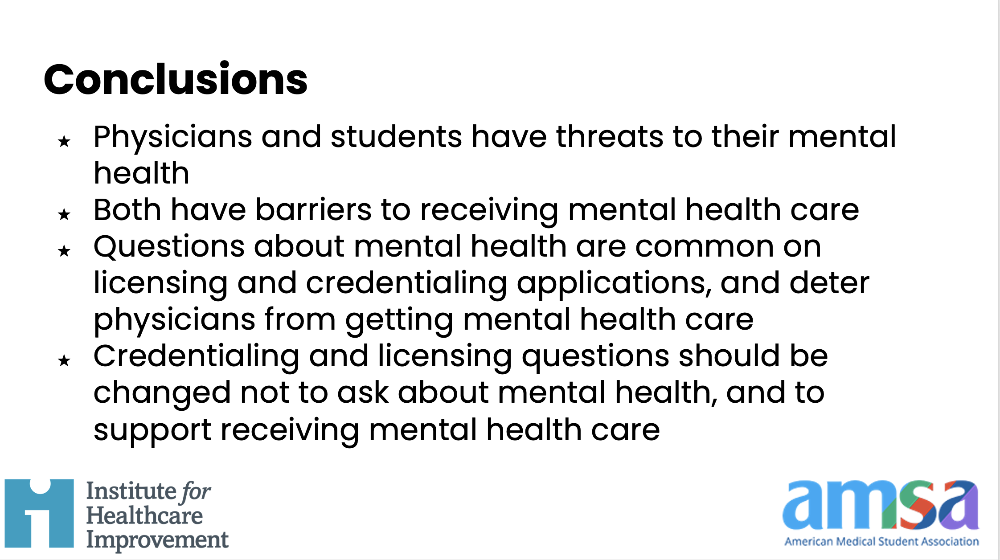 Conclusions
★ Physicians and students have threats to their mental
health
★ Both have barriers to receiving mental health care
★ Questions about mental health are common on
licensing and credentialing applications, and deter
physicians from getting mental health care
★ Credentialing and licensing questions should be
changed not to ask about mental health, and to
support receiving mental health care
Institute for
Healthcare
Improvement
amsa
American Medical Student Association